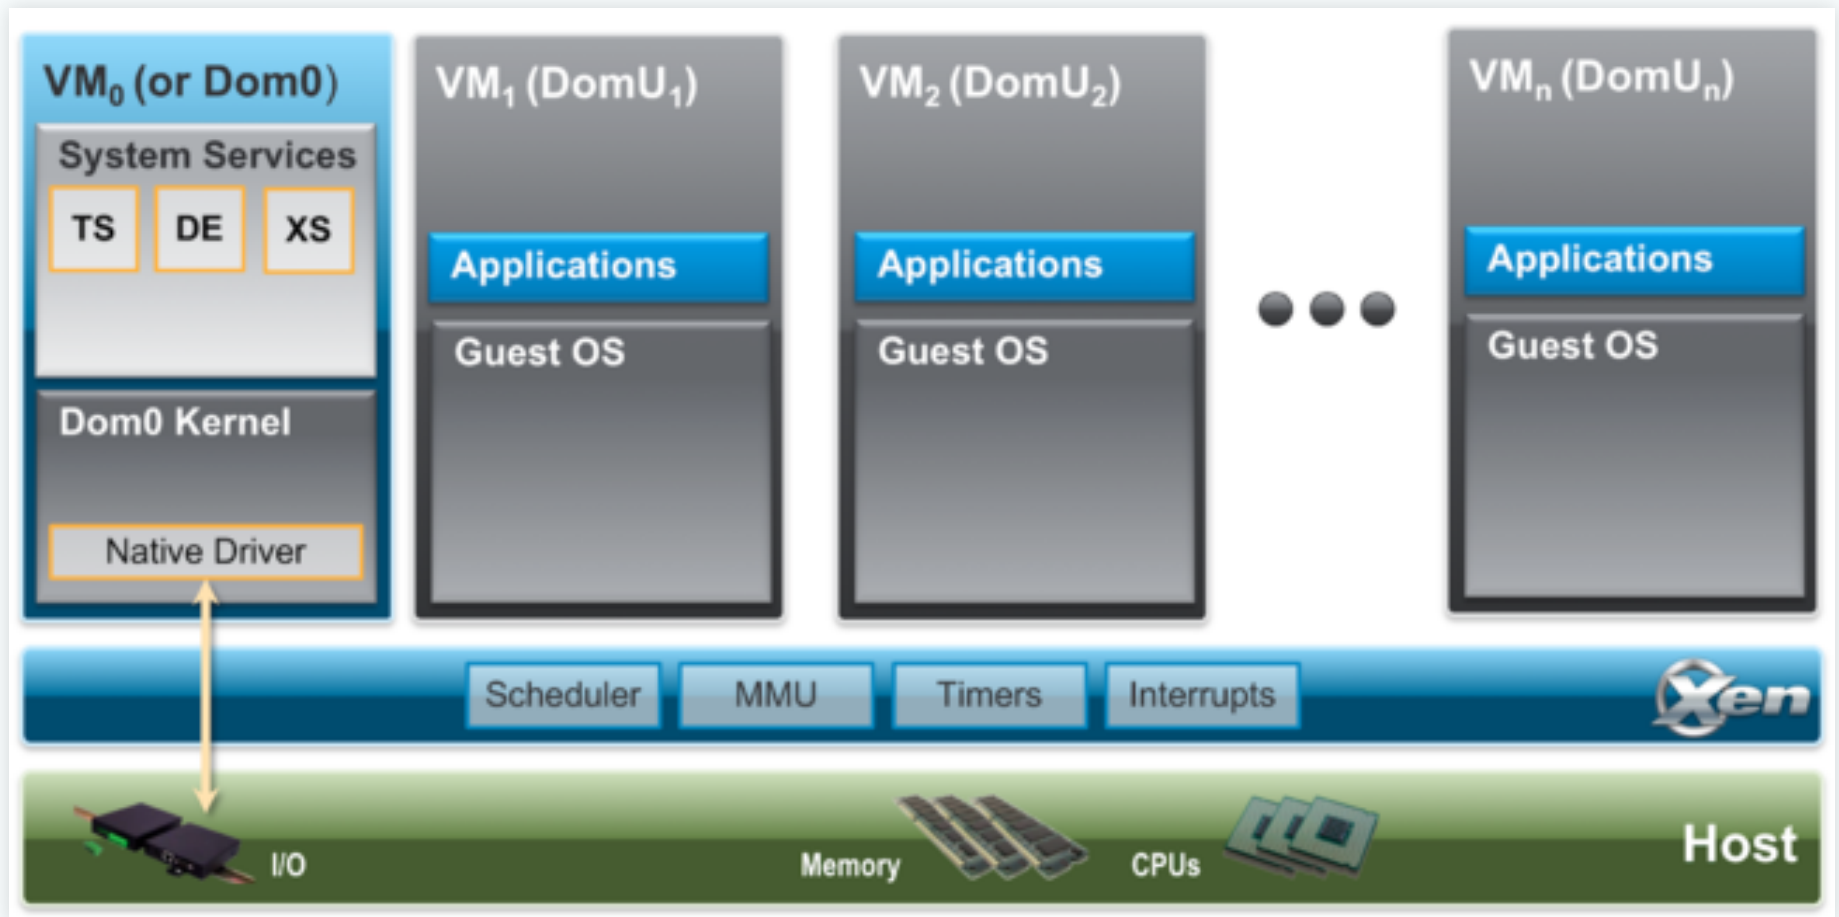 VM₀ (or Dom0)
System Services
TS DE XS
Dom0 Kernel
Native Driver
VM₁ (DomU₁)
Applications
Guest OS
VM₂ (DomU₂)
Applications
Guest OS
VMₙ (DomUₙ)
Applications
Guest OS
Scheduler MMU Timers Interrupts
Xen
I/O Memory CPUs Host